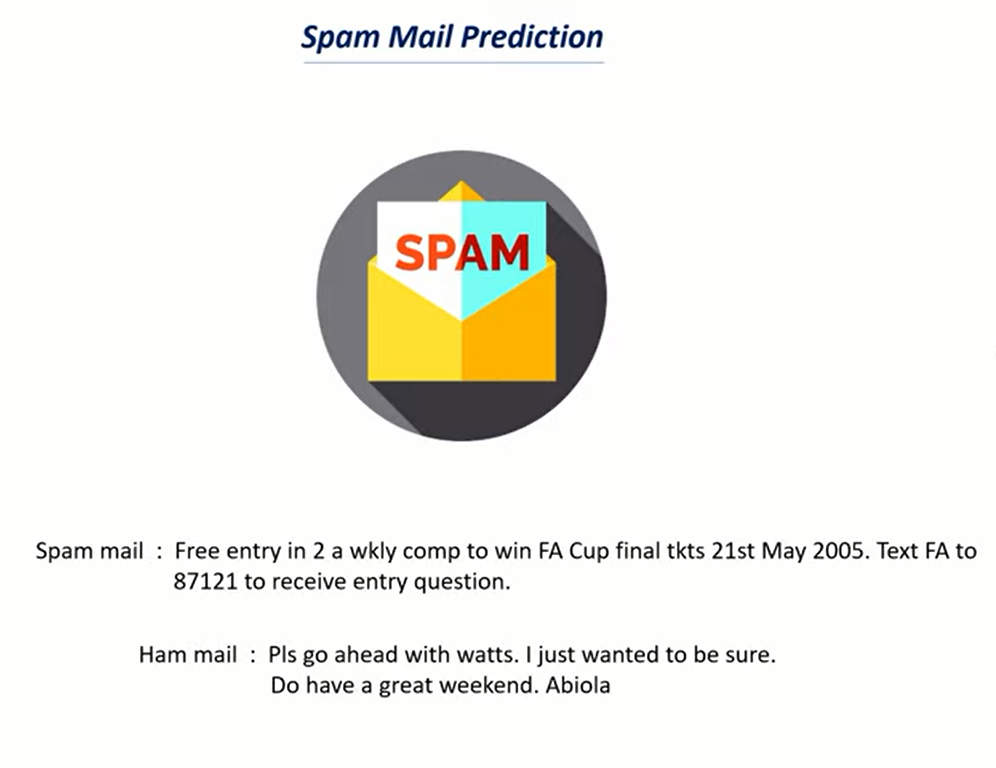 Spam Mail Prediction
SPAM
Spam mail : Free entry in 2 a wkly comp to win FA Cup final tkts 21st May 2005. Text FA to
87121 to receive entry question.
Ham mail : Pls go ahead with watts. I just wanted to be sure.
Do have a great weekend. Abiola